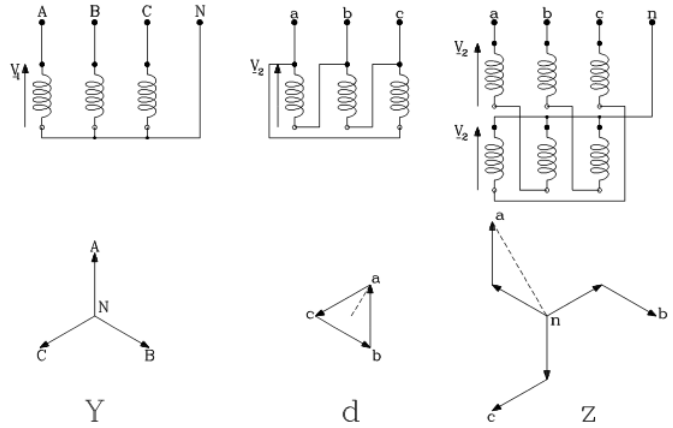 A B C N a b c a b c n
V1 V2 V2
V2
a
A
a
N c n b
C B b
c
Y d z